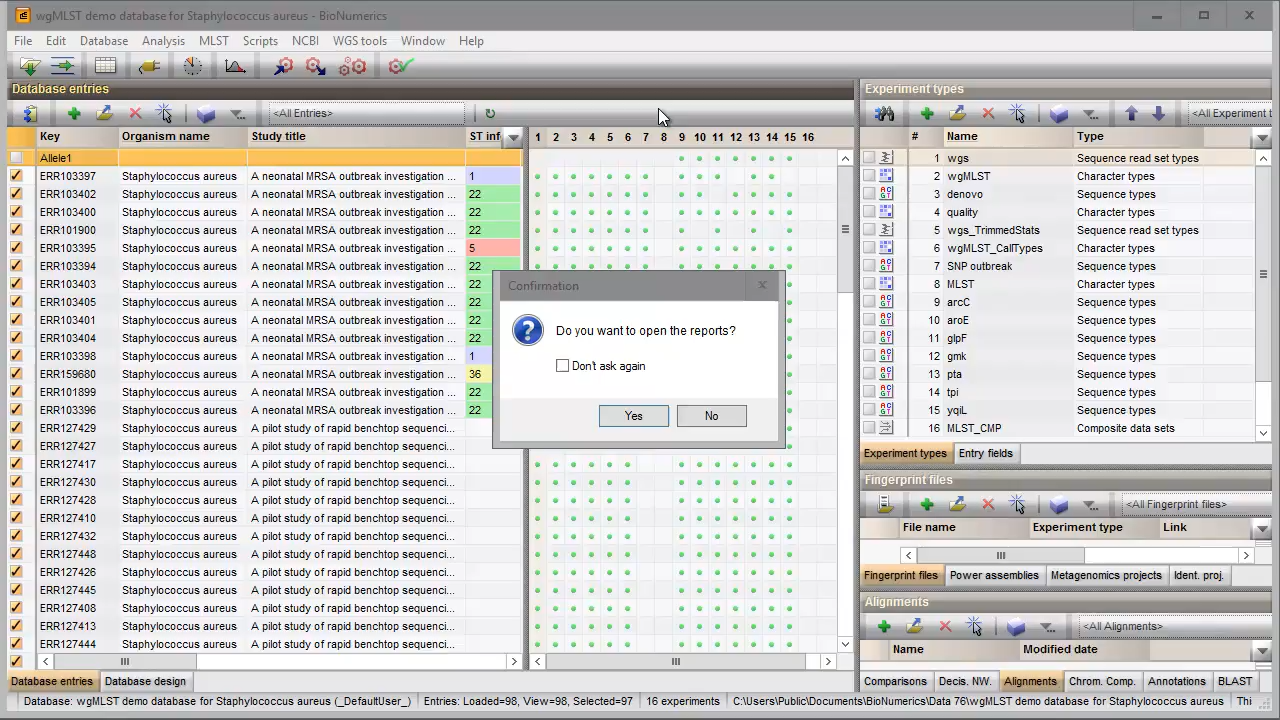 wgMLST demo database for Staphylococcus aureus - BioNumerics
File Edit Database Analysis MLST Scripts NCBI WGS tools Window Help
Database entries
<All Entries>
Key Organism name Study title ST inf 1 2 3 4 5 6 7 8 9 10 11 12 13 14 15 16
Allele1
ERR103397 Staphylococcus aureus A neonatal MRSA outbreak investigation ... 1
ERR103402 Staphylococcus aureus A neonatal MRSA outbreak investigation ... 22
ERR103400 Staphylococcus aureus A neonatal MRSA outbreak investigation ... 22
ERR101900 Staphylococcus aureus A neonatal MRSA outbreak investigation ... 22
ERR103395 Staphylococcus aureus A neonatal MRSA outbreak investigation ... 5
ERR103394 Staphylococcus aureus A neonatal MRSA outbreak investigation ... 22
ERR103403 Staphylococcus aureus A neonatal MRSA outbreak investigation ... 22
ERR103405 Staphylococcus aureus A neonatal MRSA outbreak investigation ... 22
ERR103401 Staphylococcus aureus A neonatal MRSA outbreak investigation ... 22
ERR103404 Staphylococcus aureus A neonatal MRSA outbreak investigation ... 22
ERR103398 Staphylococcus aureus A neonatal MRSA outbreak investigation ... 1
ERR159680 Staphylococcus aureus A neonatal MRSA outbreak investigation ... 36
ERR101899 Staphylococcus aureus A neonatal MRSA outbreak investigation ... 22
ERR103396 Staphylococcus aureus A neonatal MRSA outbreak investigation ... 22
ERR127429 Staphylococcus aureus A pilot study of rapid benchtop sequenci...
ERR127427 Staphylococcus aureus A pilot study of rapid benchtop sequenci...
ERR127417 Staphylococcus aureus A pilot study of rapid benchtop sequenci...
ERR127430 Staphylococcus aureus A pilot study of rapid benchtop sequenci...
ERR127428 Staphylococcus aureus A pilot study of rapid benchtop sequenci...
ERR127410 Staphylococcus aureus A pilot study of rapid benchtop sequenci...
ERR127432 Staphylococcus aureus A pilot study of rapid benchtop sequenci...
ERR127448 Staphylococcus aureus A pilot study of rapid benchtop sequenci...
ERR127426 Staphylococcus aureus A pilot study of rapid benchtop sequenci...
ERR127445 Staphylococcus aureus A pilot study of rapid benchtop sequenci...
ERR127408 Staphylococcus aureus A pilot study of rapid benchtop sequenci...
ERR127413 Staphylococcus aureus A pilot study of rapid benchtop sequenci...
ERR127444 Staphylococcus aureus A pilot study of rapid benchtop sequenci...
Database entries Database design
Confirmation
Do you want to open the reports?
Don't ask again
Yes No
Experiment types
<All Experiment t
# Name Type
1 wgs Sequence read set types
2 wgMLST Character types
3 denovo Sequence types
4 quality Character types
5 wgs_TrimmedStats Sequence read set types
6 wgMLST_CallTypes Character types
7 SNP outbreak Sequence types
8 MLST Character types
9 arcC Sequence types
10 aroE Sequence types
11 glpF Sequence types
12 gmk Sequence types
13 pta Sequence types
14 tpi Sequence types
15 yqiL Sequence types
16 MLST_CMP Composite data sets
Experiment types Entry fields
Fingerprint files
<All Fingerprint files>
File name Experiment type Link
Fingerprint files Power assemblies Metagenomics projects Ident. proj.
Alignments
<All Alignments>
Name Modified date
Comparisons Decis. NW. Alignments Chrom. Comp. Annotations BLAST
Database: wgMLST demo database for Staphylococcus aureus (_DefaultUser_) Entries: Loaded=98, View=98, Selected=97 16 experiments C:\Users\Public\Documents\BioNumerics\Data 76\wgMLST demo database for Staphylococcus aureus Thi